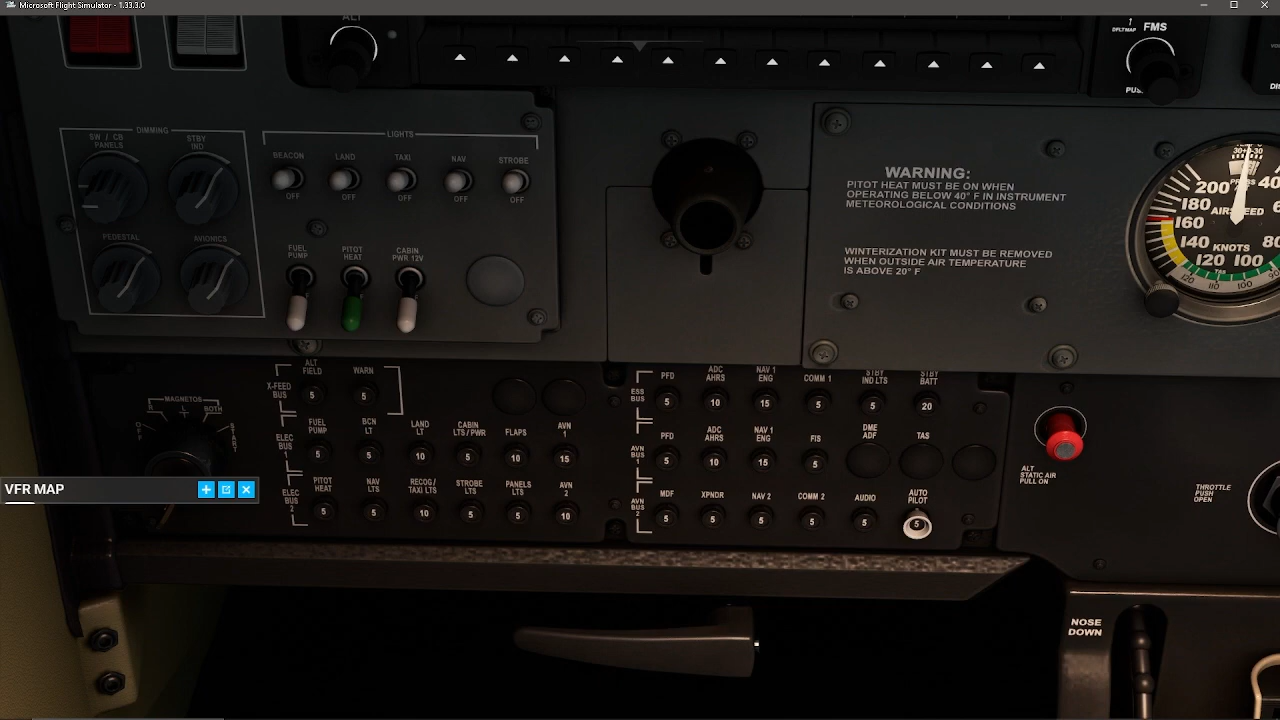 Microsoft Flight Simulator - 1.33.3.0
ALT
DFLT MAP
FMS
DIMMING
SW / CB
PANELS
STBY
IND
PEDESTAL
AVIONICS
LIGHTS
BEACON
LAND
TAXI
NAV
STROBE
OFF
OFF
OFF
OFF
OFF
FUEL
PUMP
PITOT
HEAT
CABIN
PWR 12V
WARNING:
PITOT HEAT MUST BE ON WHEN
OPERATING BELOW 40° F IN INSTRUMENT
METEOROLOGICAL CONDITIONS
WINTERIZATION KIT MUST BE REMOVED
WHEN OUTSIDE AIR TEMPERATURE
IS ABOVE 20° F
200
180
160
140
120
100
AIRSPEED
KNOTS
TAS
120
110
100
MAGNETOS
OFF
R
L
BOTH
START
VFR MAP
X-FEED
BUS
ALT
FIELD
5
WARN
5
ELEC
BUS
1
FUEL
PUMP
5
BCN
LT
5
LAND
LT
10
CABIN
LTS/PWR
5
FLAPS
10
AVN
1
15
ELEC
BUS
2
PITOT
HEAT
5
NAV
LTS
5
RECOG/
TAXI LTS
10
STROBE
LTS
5
PANELS
LTS
5
AVN
2
10
ESS
BUS
PFD
5
ADC
AHRS
10
NAV 1
ENG
15
COMM 1
5
STBY
IND LTS
5
STBY
BATT
20
AVN
BUS
1
PFD
5
ADC
AHRS
10
NAV 1
ENG
15
FIS
5
DME
ADF
TAS
AVN
BUS
2
MDF
5
XPNDR
5
NAV 2
5
COMM 2
5
AUDIO
5
AUTO
PILOT
5
ALT
STATIC AIR
PULL ON
THROTTLE
PUSH
OPEN
NOSE
DOWN